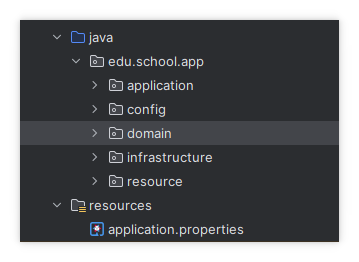 java
edu.school.app
application
config
domain
infrastructure
resource
resources
application.properties